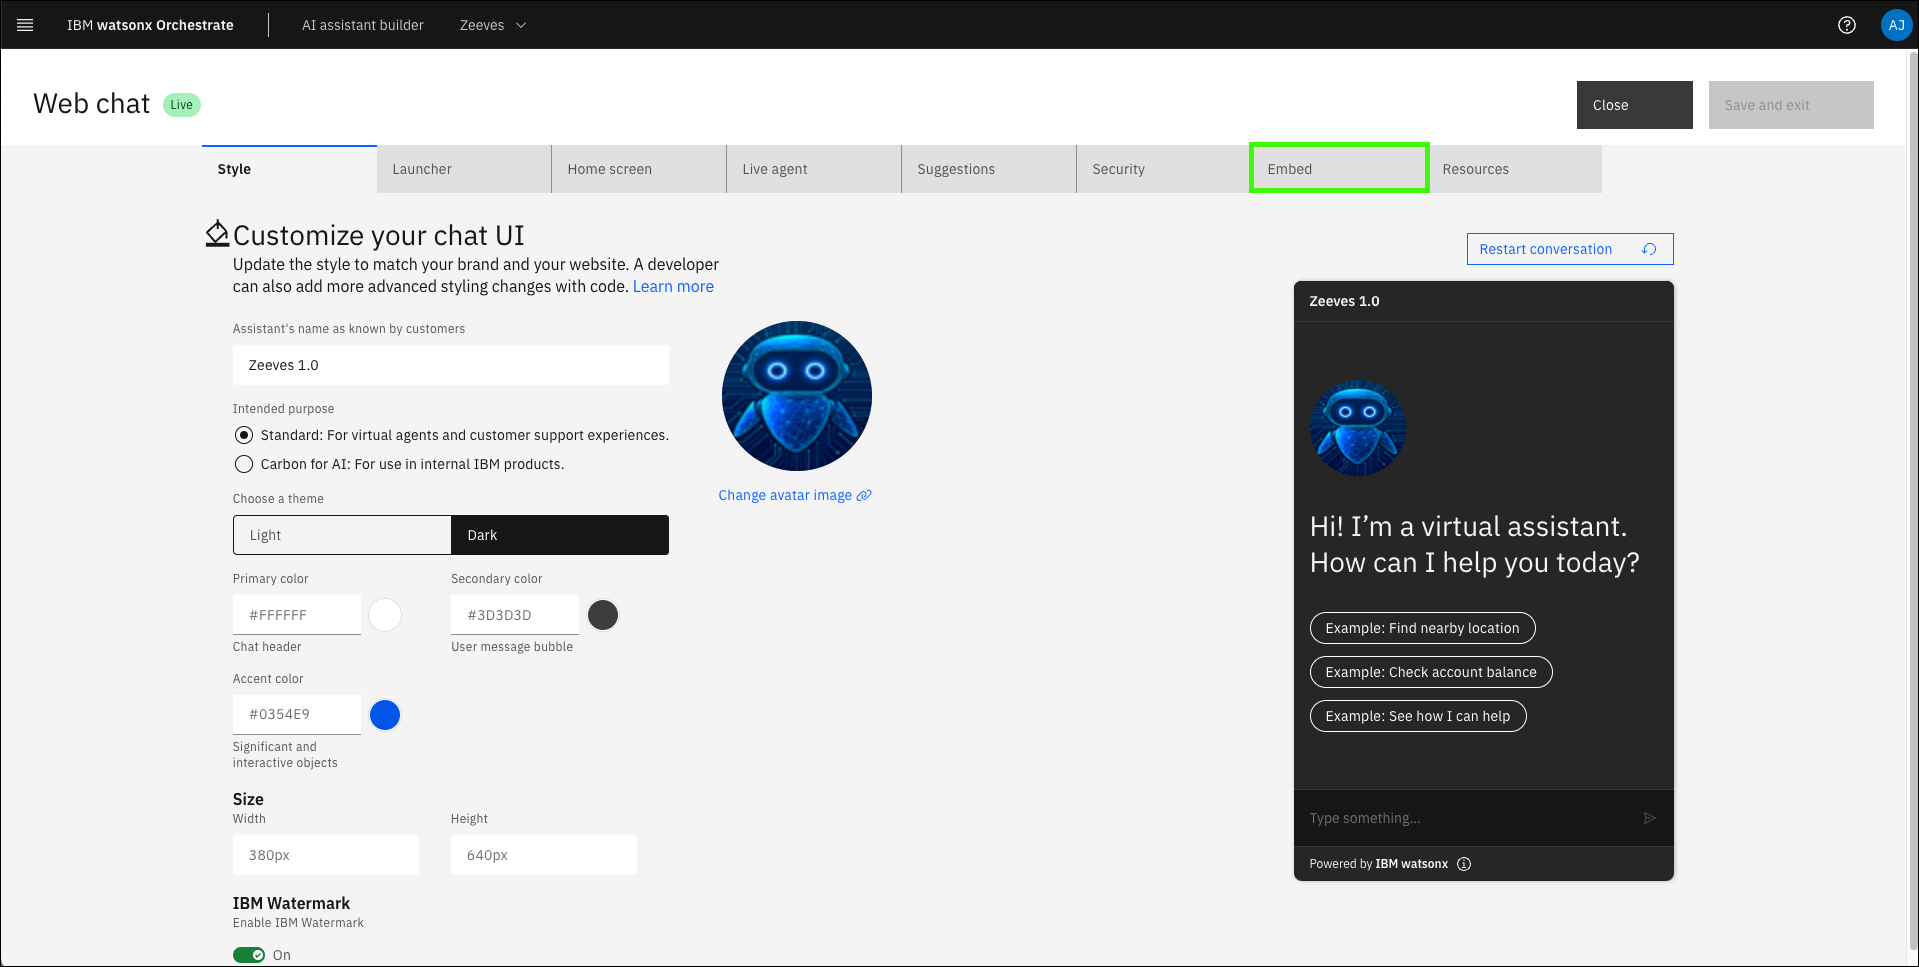 IBM watsonx Orchestrate
AI assistant builder
Zeeves
AJ
Web chat
Live
Close
Save and exit
Style
Launcher
Home screen
Live agent
Suggestions
Security
Embed
Resources
Customize your chat UI
Update the style to match your brand and your website. A developer
can also add more advanced styling changes with code. Learn more
Assistant's name as known by customers
Zeeves 1.0
Intended purpose
Standard: For virtual agents and customer support experiences.
Carbon for AI: For use in internal IBM products.
Choose a theme
Light
Dark
Primary color
Secondary color
#FFFFFF
#3D3D3D
Chat header
User message bubble
Accent color
#0354E9
Significant and
interactive objects
Size
Width
Height
380px
640px
IBM Watermark
Enable IBM Watermark
On
Change avatar image
Restart conversation
Zeeves 1.0
Hi! I’m a virtual assistant.
How can I help you today?
Example: Find nearby location
Example: Check account balance
Example: See how I can help
Type something...
Powered by IBM watsonx